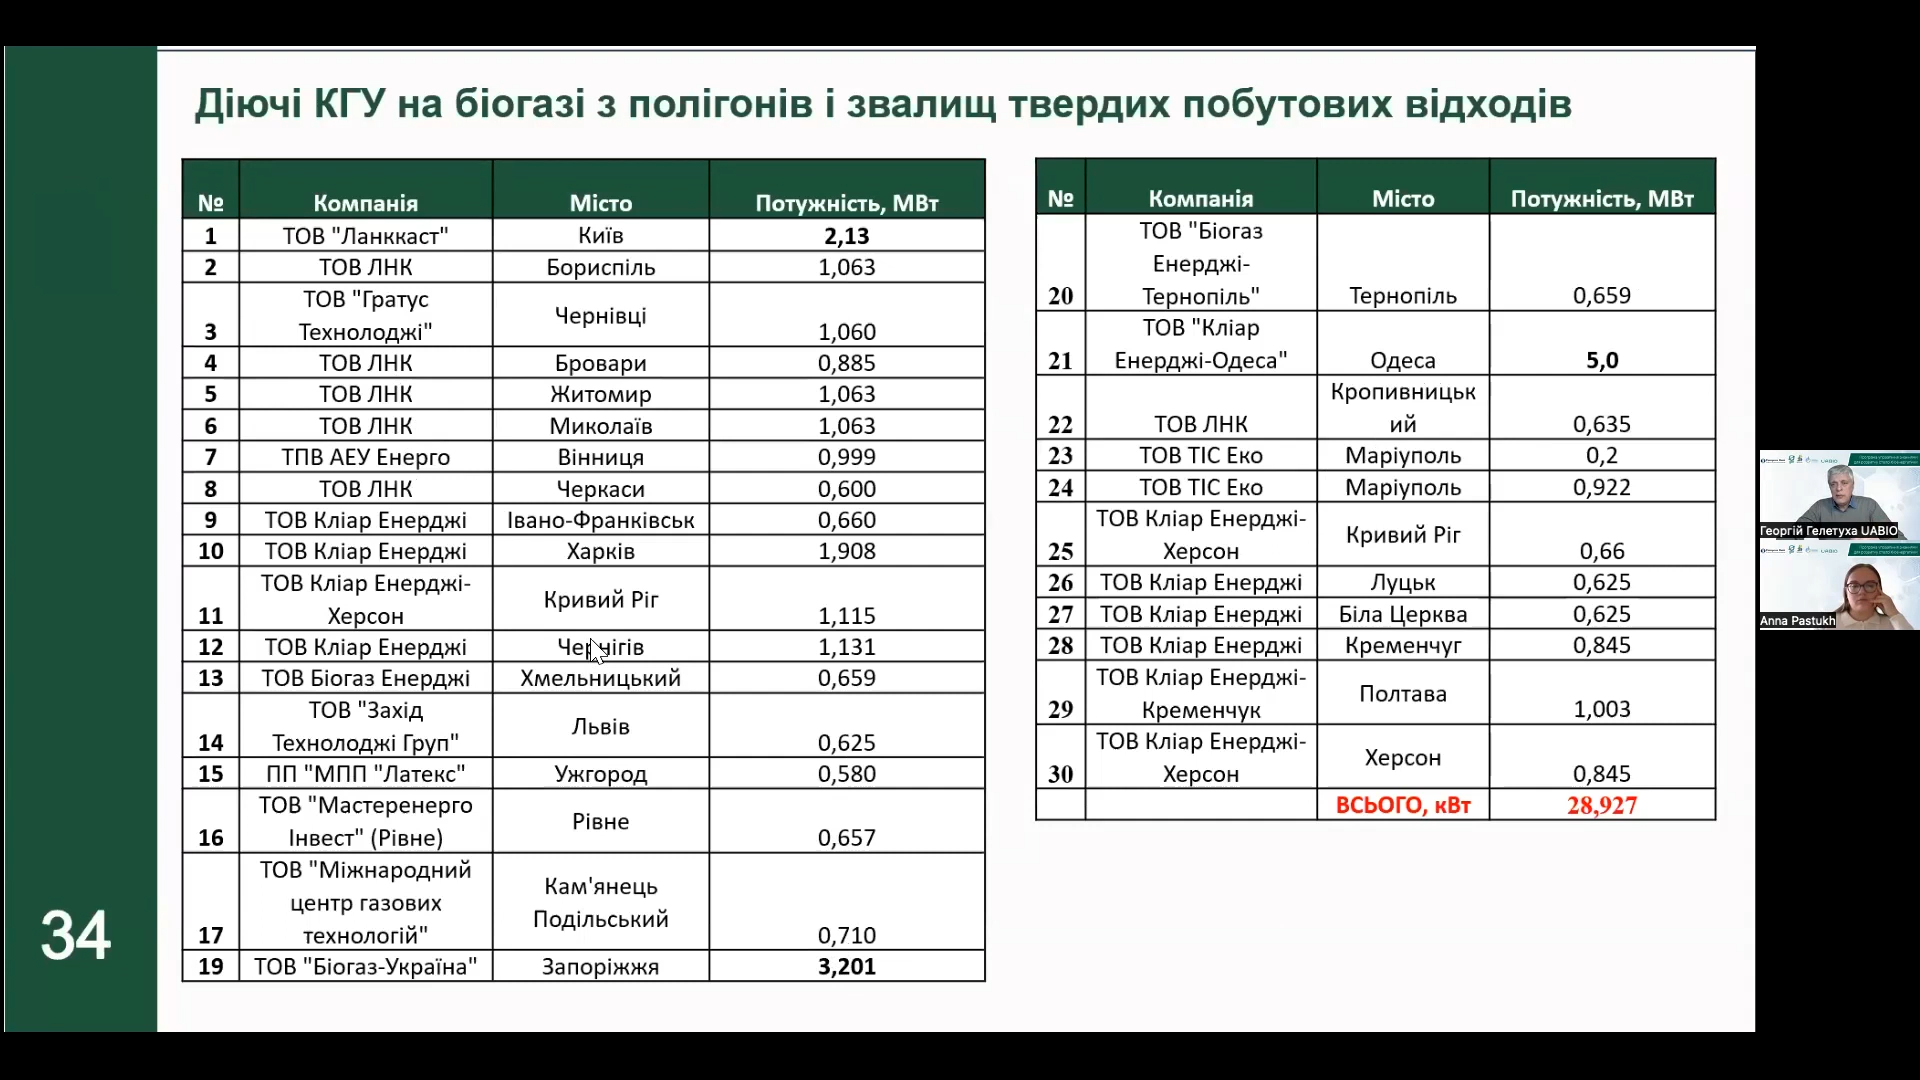 Діючі КГУ на біогазі з полігонів і звалищ твердих побутових відходів
№ Компанія Місто Потужність, МВт
1 ТОВ "Ланккаст" Київ 2,13
2 ТОВ ЛНК Бориспіль 1,063
3 ТОВ "Гратус Технолоджі" Чернівці 1,060
4 ТОВ ЛНК Бровари 0,885
5 ТОВ ЛНК Житомир 1,063
6 ТОВ ЛНК Миколаїв 1,063
7 ТПВ АЕУ Енерго Вінниця 0,999
8 ТОВ ЛНК Черкаси 0,600
9 ТОВ Кліар Енерджі Івано-Франківськ 0,660
10 ТОВ Кліар Енерджі Харків 1,908
11 ТОВ Кліар Енерджі-Херсон Кривий Ріг 1,115
12 ТОВ Кліар Енерджі Чернігів 1,131
13 ТОВ Біогаз Енерджі Хмельницький 0,659
14 ТОВ "Захід Технолоджі Груп" Львів 0,625
15 ПП "МПП "Латекс" Ужгород 0,580
16 ТОВ "Мастеренерго Інвест" (Рівне) Рівне 0,657
17 ТОВ "Міжнародний центр газових технологій" Кам'янець Подільський 0,710
19 ТОВ "Біогаз-Україна" Запоріжжя 3,201
№ Компанія Місто Потужність, МВт
20 ТОВ "Біогаз Енерджі-Тернопіль" Тернопіль 0,659
21 ТОВ "Кліар Енерджі-Одеса" Одеса 5,0
22 ТОВ ЛНК Кропивницький 0,635
23 ТОВ ТІС Еко Маріуполь 0,2
24 ТОВ ТІС Еко Маріуполь 0,922
25 ТОВ Кліар Енерджі-Херсон Кривий Ріг 0,66
26 ТОВ Кліар Енерджі Луцьк 0,625
27 ТОВ Кліар Енерджі Біла Церква 0,625
28 ТОВ Кліар Енерджі Кременчуг 0,845
29 ТОВ Кліар Енерджі-Кременчук Полтава 1,003
30 ТОВ Кліар Енерджі-Херсон Херсон 0,845
ВСЬОГО, кВт 28,927
34
Георгій Гелетуха UABIO
Anna Pastukh